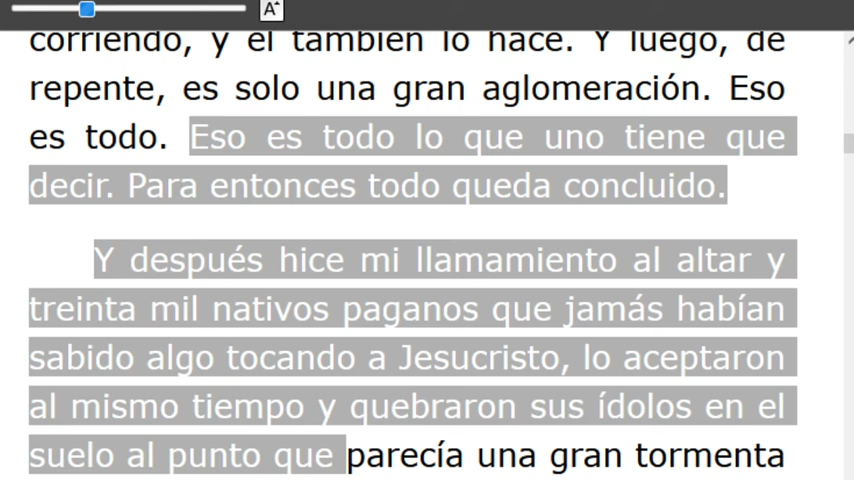 A
corriendo, y él también lo hace. Y luego, de
repente, es solo una gran aglomeración. Eso
es todo. Eso es todo lo que uno tiene que
decir. Para entonces todo queda concluido.
Y después hice mi llamamiento al altar y
treinta mil nativos paganos que jamás habían
sabido algo tocando a Jesucristo, lo aceptaron
al mismo tiempo y quebraron sus ídolos en el
suelo al punto que parecía una gran tormenta